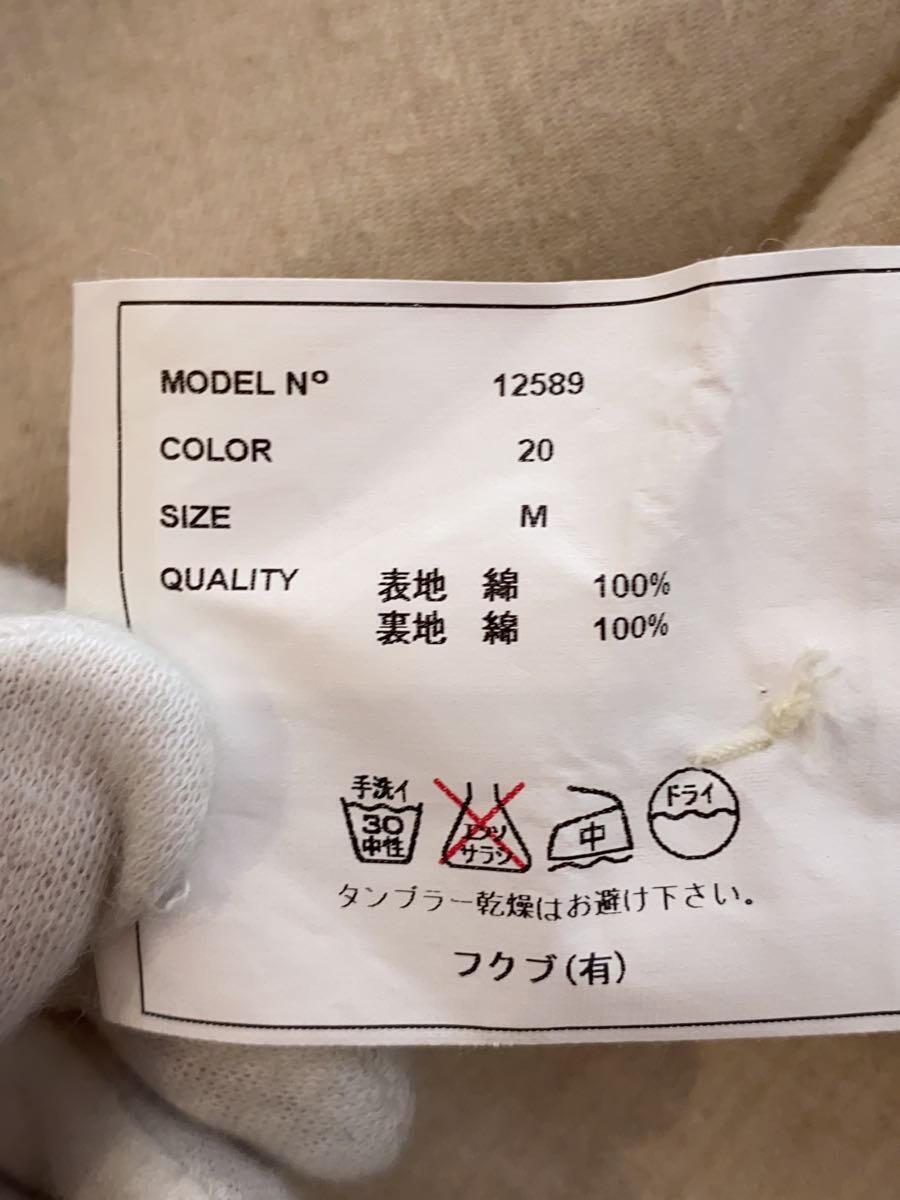 MODEL Nº 12589
COLOR 20
SIZE M
QUALITY 表地 綿 100%
裏地 綿 100%
手洗イ
30
中性
エンソ
サラシ
中
ドライ
タンブラー乾燥はお避け下さい。
フクブ(有)